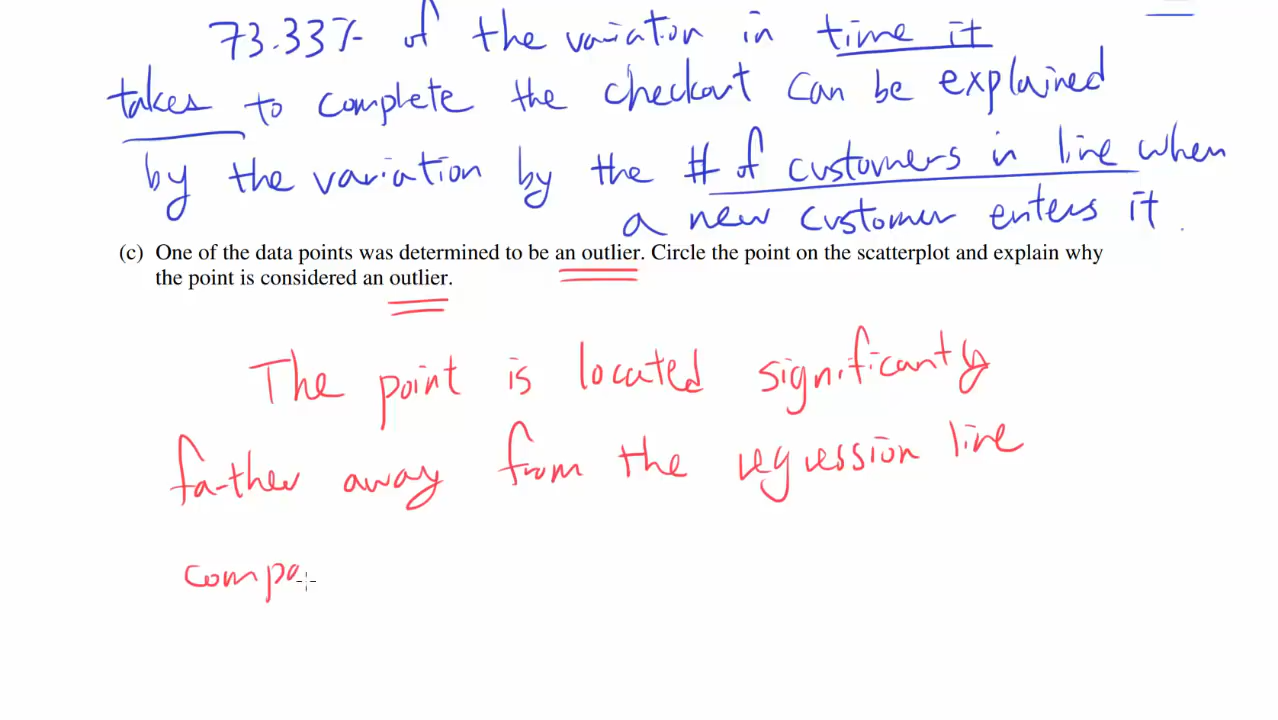 73.33% of the variation in time it
takes to complete the checkout can be explained
by the variation by the # of customers in line when
a new customer enters it.
(c) One of the data points was determined to be an outlier. Circle the point on the scatterplot and explain why
the point is considered an outlier.
The point is located significantly
farther away from the regression line
compa